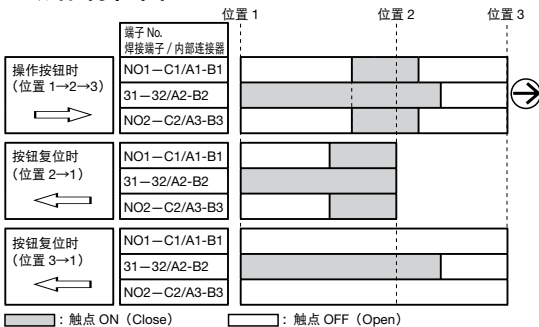 位置 1 位置 2 位置 3
端子 No.
焊接端子 / 内部连接器
操作按钮时
(位置 1→2→3)
NO1－C1/A1-B1
31－32/A2-B2
NO2－C2/A3-B3
按钮复位时
(位置 2→1)
NO1－C1/A1-B1
31－32/A2-B2
NO2－C2/A3-B3
按钮复位时
(位置 3→1)
NO1－C1/A1-B1
31－32/A2-B2
NO2－C2/A3-B3
：触点 ON（Close） ：触点 OFF（Open）